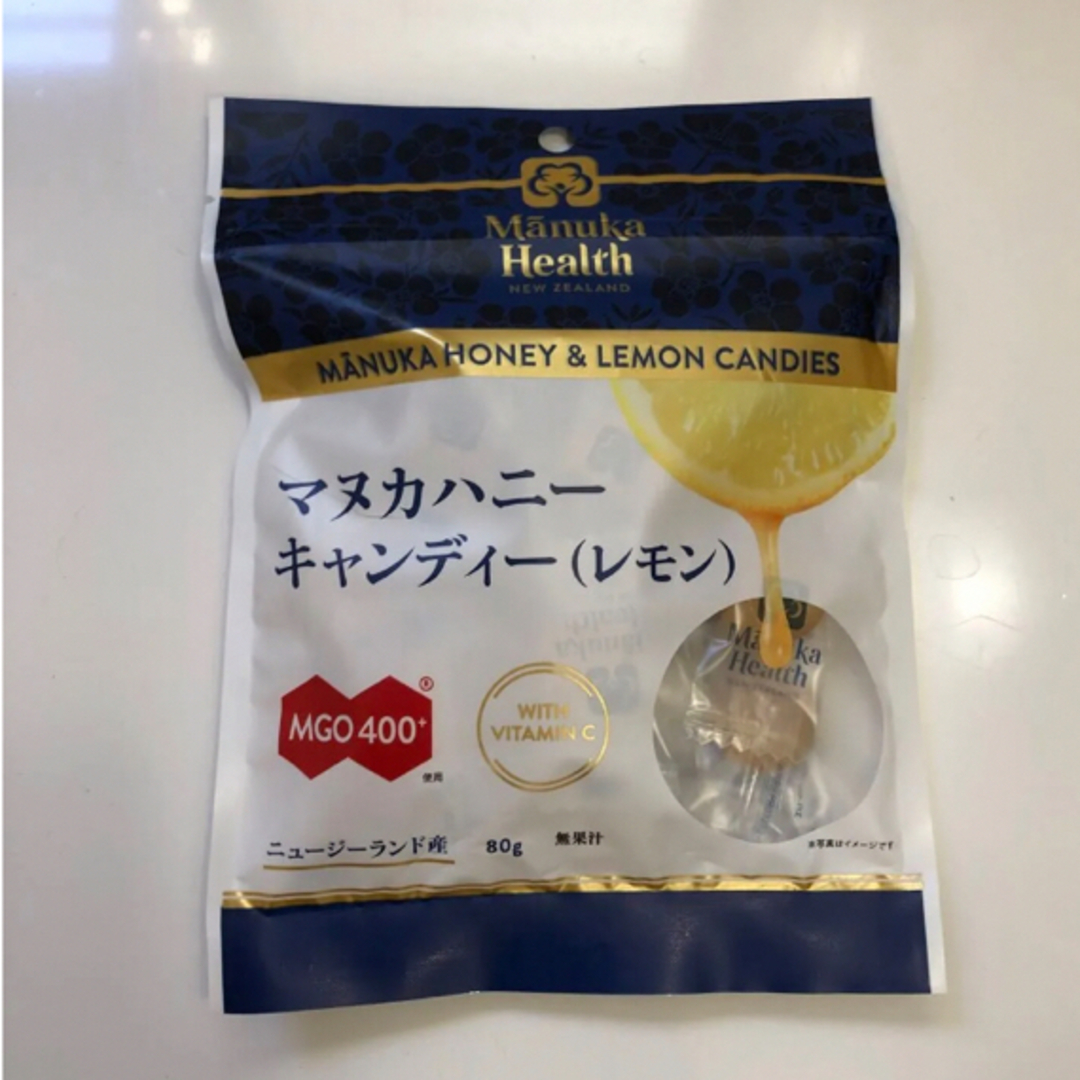 Mānuka
Health
NEW ZEALAND
MĀNUKA HONEY & LEMON CANDIES
マヌカハニー
キャンディー(レモン)
MGO 400+®
使用
WITH
VITAMIN C
Mānuka
Health
ニュージーランド産
80g
無果汁
※写真はイメージです